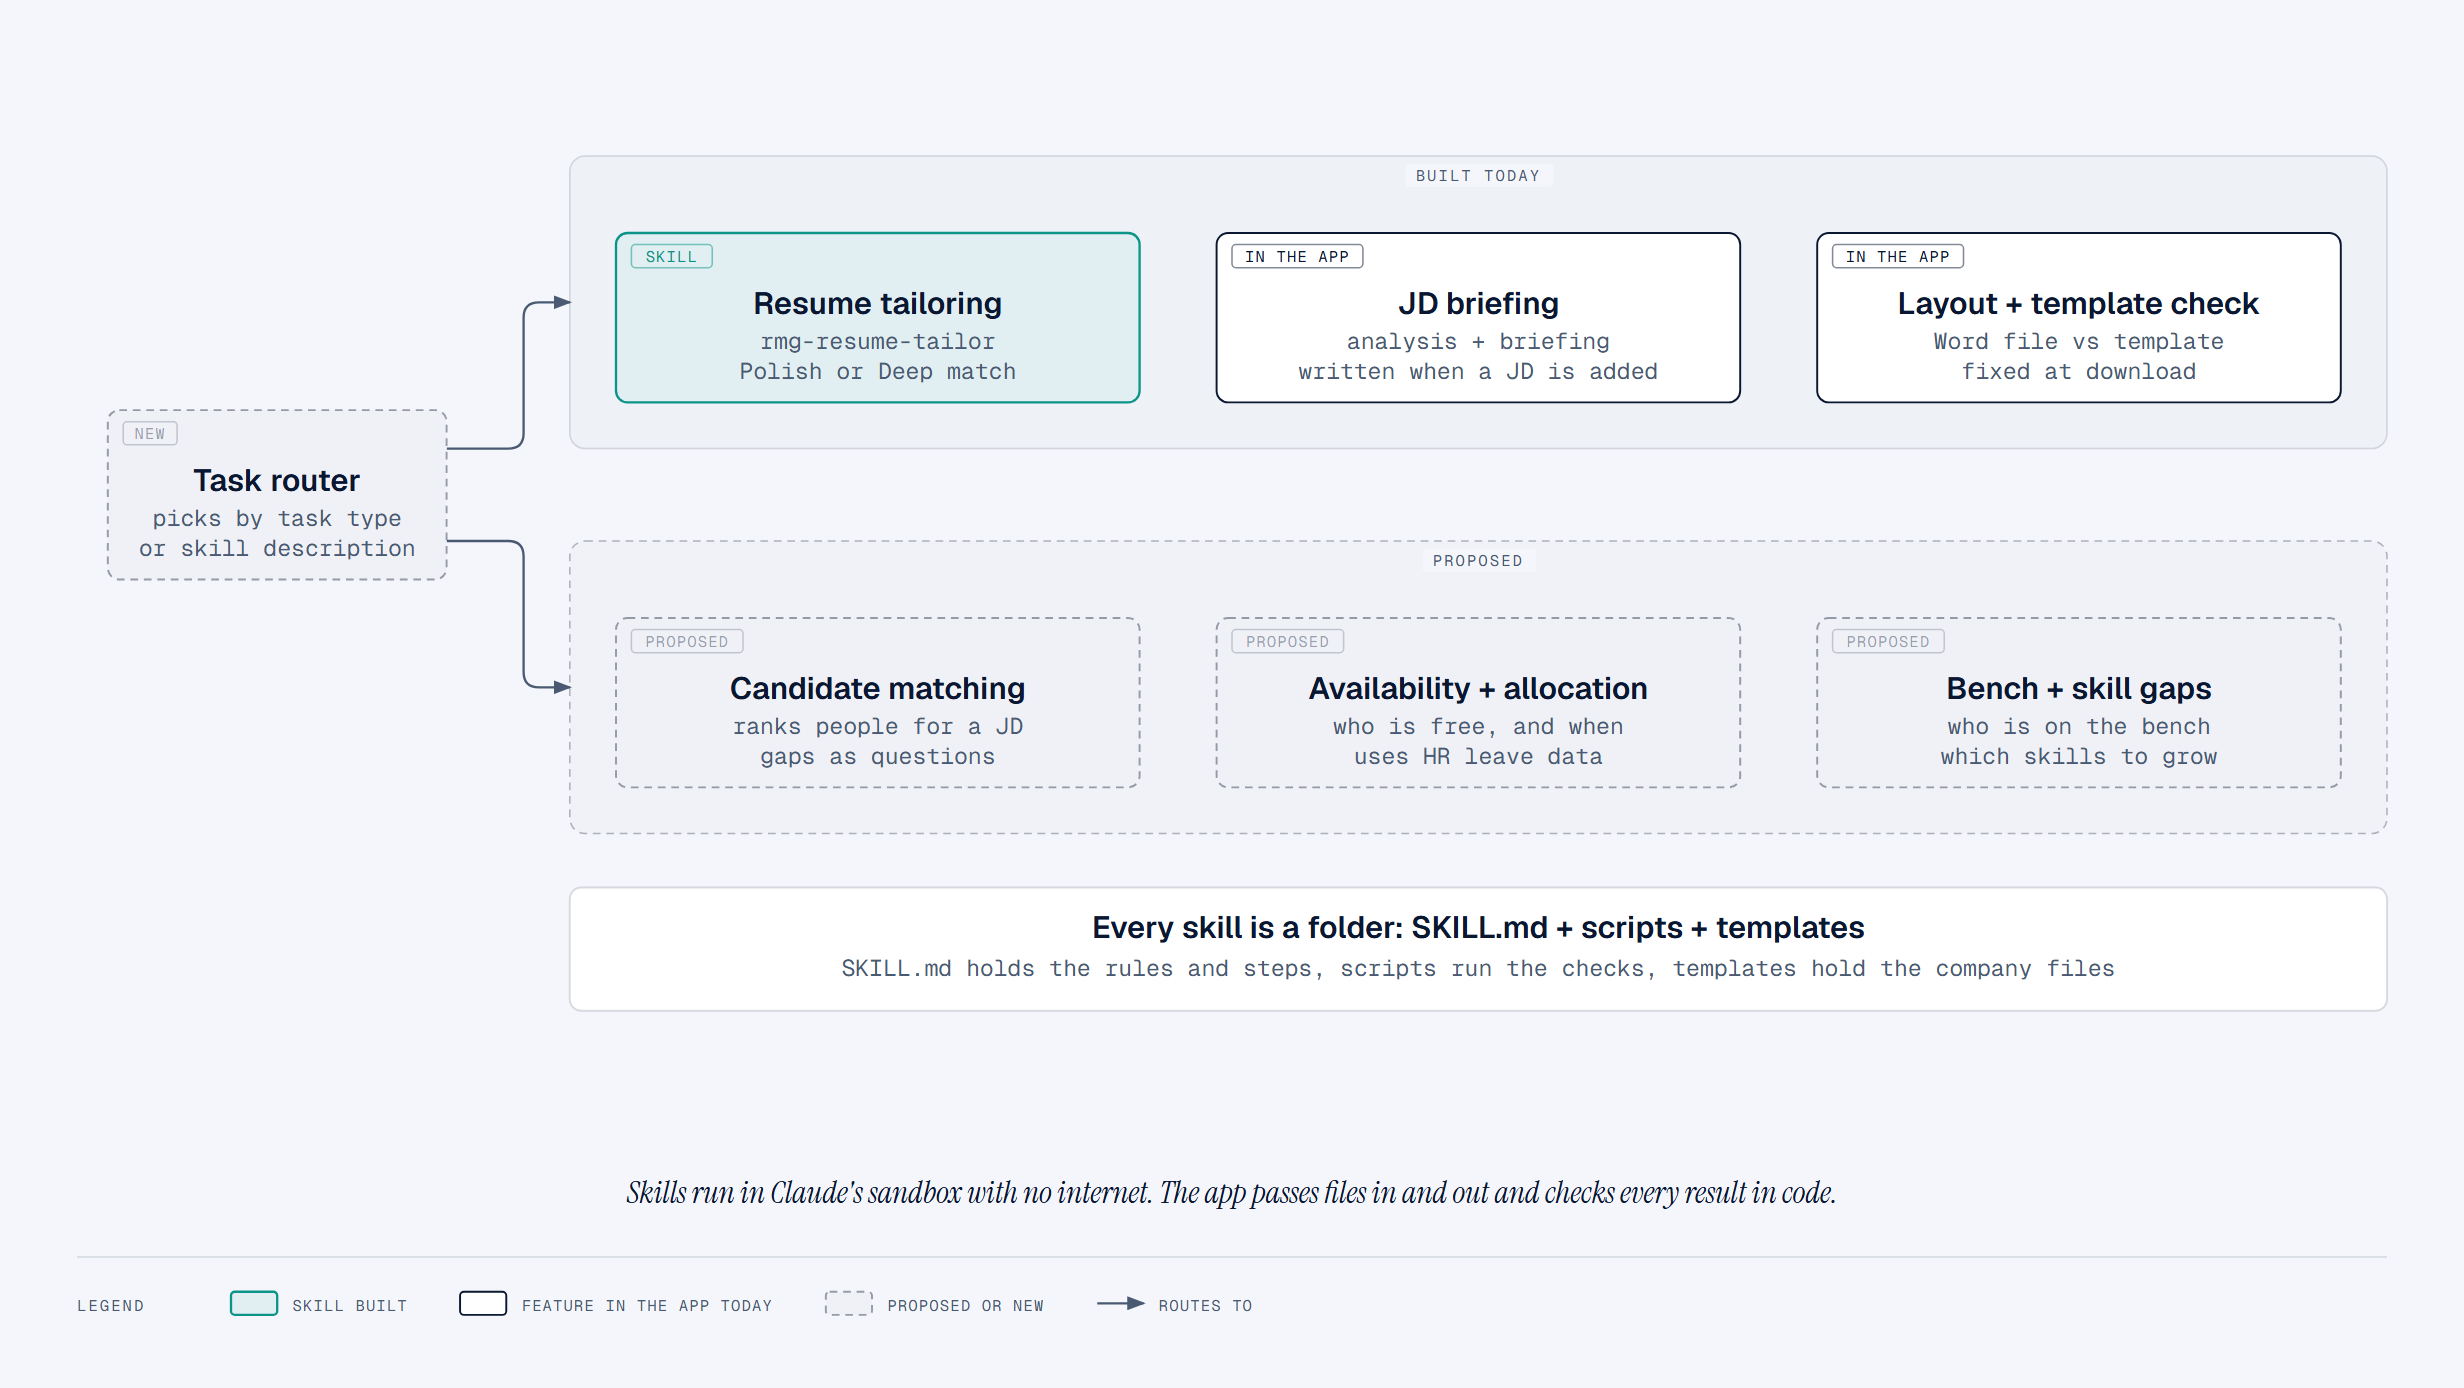 BUILT TODAY
SKILL
Resume tailoring
rmg-resume-tailor
Polish or Deep match
IN THE APP
JD briefing
analysis + briefing
written when a JD is added
IN THE APP
Layout + template check
Word file vs template
fixed at download
NEW
Task router
picks by task type
or skill description
PROPOSED
PROPOSED
Candidate matching
ranks people for a JD
gaps as questions
PROPOSED
Availability + allocation
who is free, and when
uses HR leave data
PROPOSED
Bench + skill gaps
who is on the bench
which skills to grow
Every skill is a folder: SKILL.md + scripts + templates
SKILL.md holds the rules and steps, scripts run the checks, templates hold the company files
Skills run in Claude's sandbox with no internet. The app passes files in and out and checks every result in code.
LEGEND
SKILL BUILT
FEATURE IN THE APP TODAY
PROPOSED OR NEW
ROUTES TO